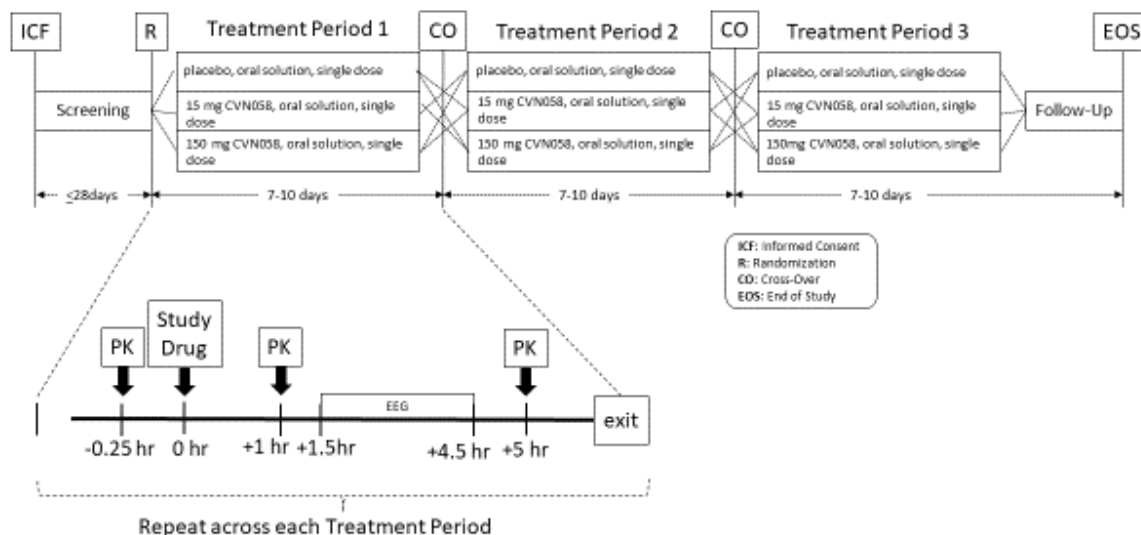 ICF
R
Treatment Period 1
CO
Treatment Period 2
CO
Treatment Period 3
EOS
Screening
placebo, oral solution, single dose
15 mg CVN058, oral solution, single
dose
150 mg CVN058, oral solution, single
dose
placebo, oral solution, single dose
15 mg CVN058, oral solution, single
dose
150 mg CVN058, oral solution, single
dose
placebo, oral solution, single dose
15 mg CVN058, oral solution, single
dose
150mg CVN058, oral solution, single
dose
Follow-Up
≤28days
7-10 days
7-10 days
7-10 days
ICF: Informed Consent
R: Randomization
CO: Cross-Over
EOS: End of Study
PK
Study
Drug
PK
PK
EEG
exit
-0.25 hr
0 hr
+1 hr
+1.5hr
+4.5 hr
+5 hr
Repeat across each Treatment Period